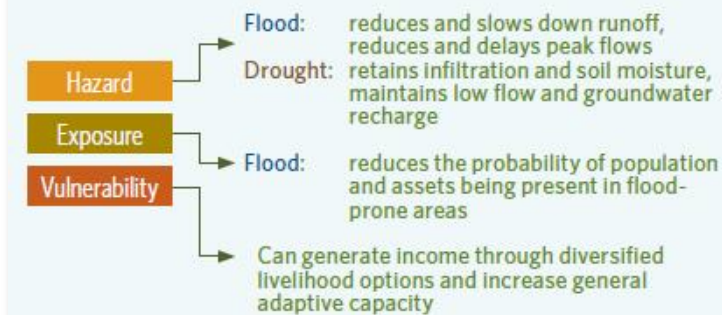 Flood: reduces and slows down runoff,
reduces and delays peak flows
Hazard
Drought: retains infiltration and soil moisture,
maintains low flow and groundwater
recharge
Exposure
Flood: reduces the probability of population
and assets being present in flood-
prone areas
Vulnerability
Can generate income through diversified
livelihood options and increase general
adaptive capacity